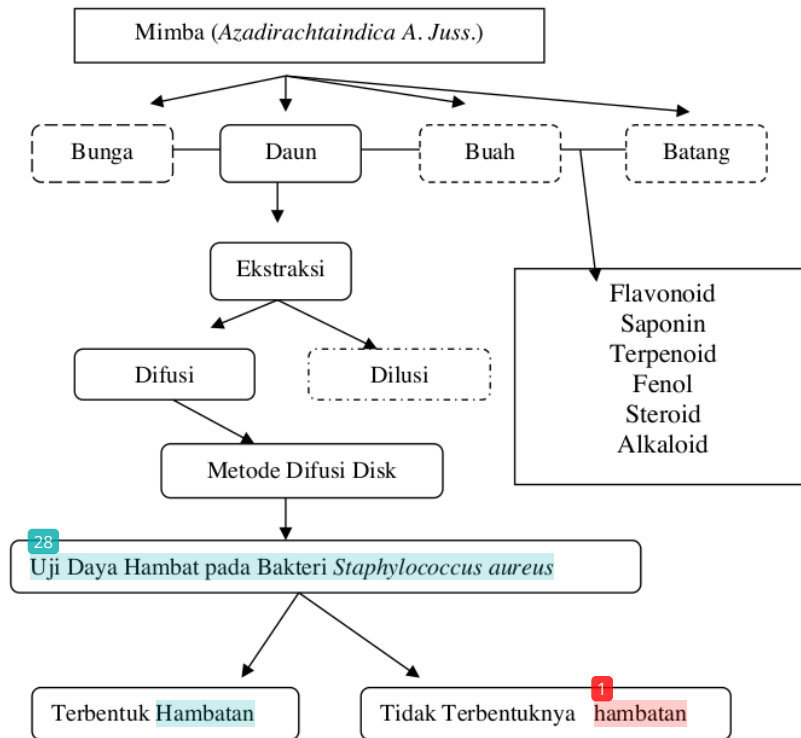 Mimba (Azadirachtaindica A. Juss.)
Bunga
Daun
Buah
Batang
Ekstraksi
Flavonoid
Saponin
Terpenoid
Fenol
Steroid
Alkaloid
Difusi
Dilusi
Metode Difusi Disk
28
Uji Daya Hambat pada Bakteri Staphylococcus aureus
1
Terbentuk Hambatan
Tidak Terbentuknya hambatan